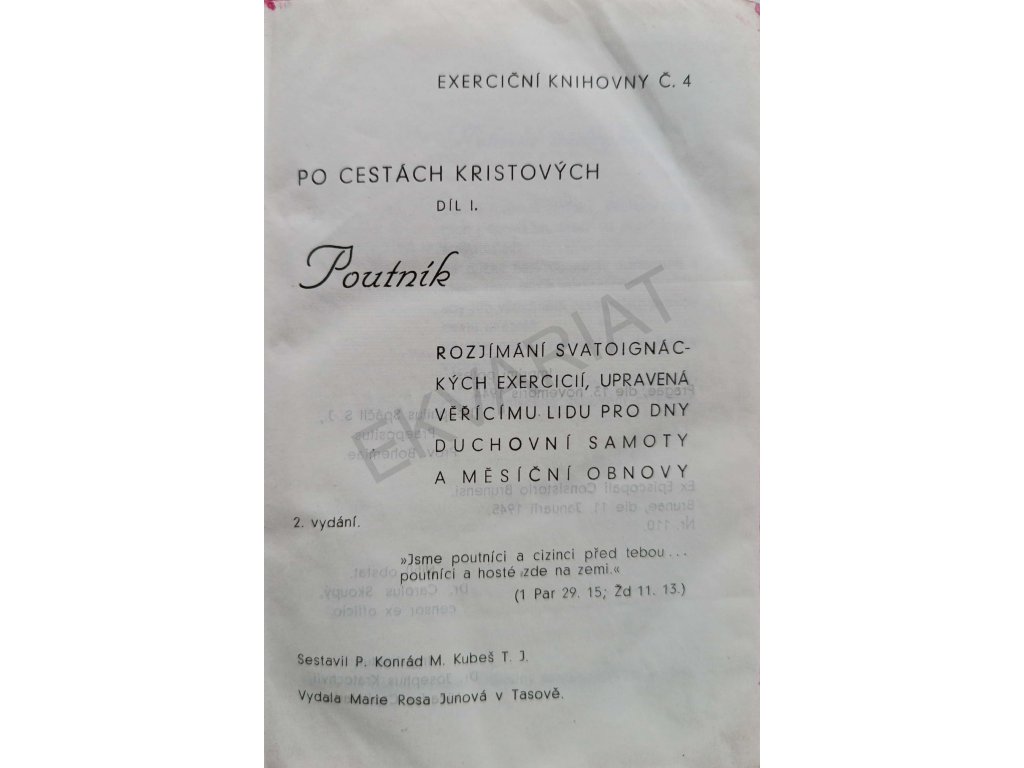 EXERCIČNÍ KNIHOVNY Č. 4
PO CESTÁCH KRISTOVÝCH
DÍL I.
Poutník
ROZJÍMÁNÍ SVATOIGNÁC-
KÝCH EXERCICIÍ, UPRAVENÁ
VĚŘÍCÍMU LIDU PRO DNY
DUCHOVNÍ SAMOTY
A MĚSÍČNÍ OBNOVY
2. vydání.
»Jsme poutníci a cizinci před tebou...
poutníci a hosté zde na zemi.«
(1 Par 29. 15; Žd 11. 13.)
Sestavil P. Konrád M. Kubeš T. J.
Vydala Marie Rosa Junová v Tasově.
EKVARIAT